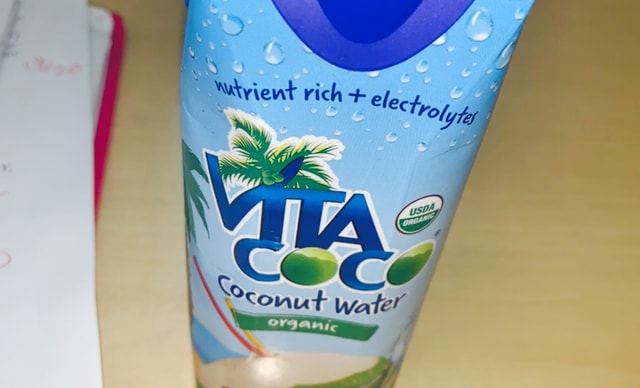 nutrient rich + electrolytes
VITA
COCO
USDA
ORGANIC
Coconut Water
organic